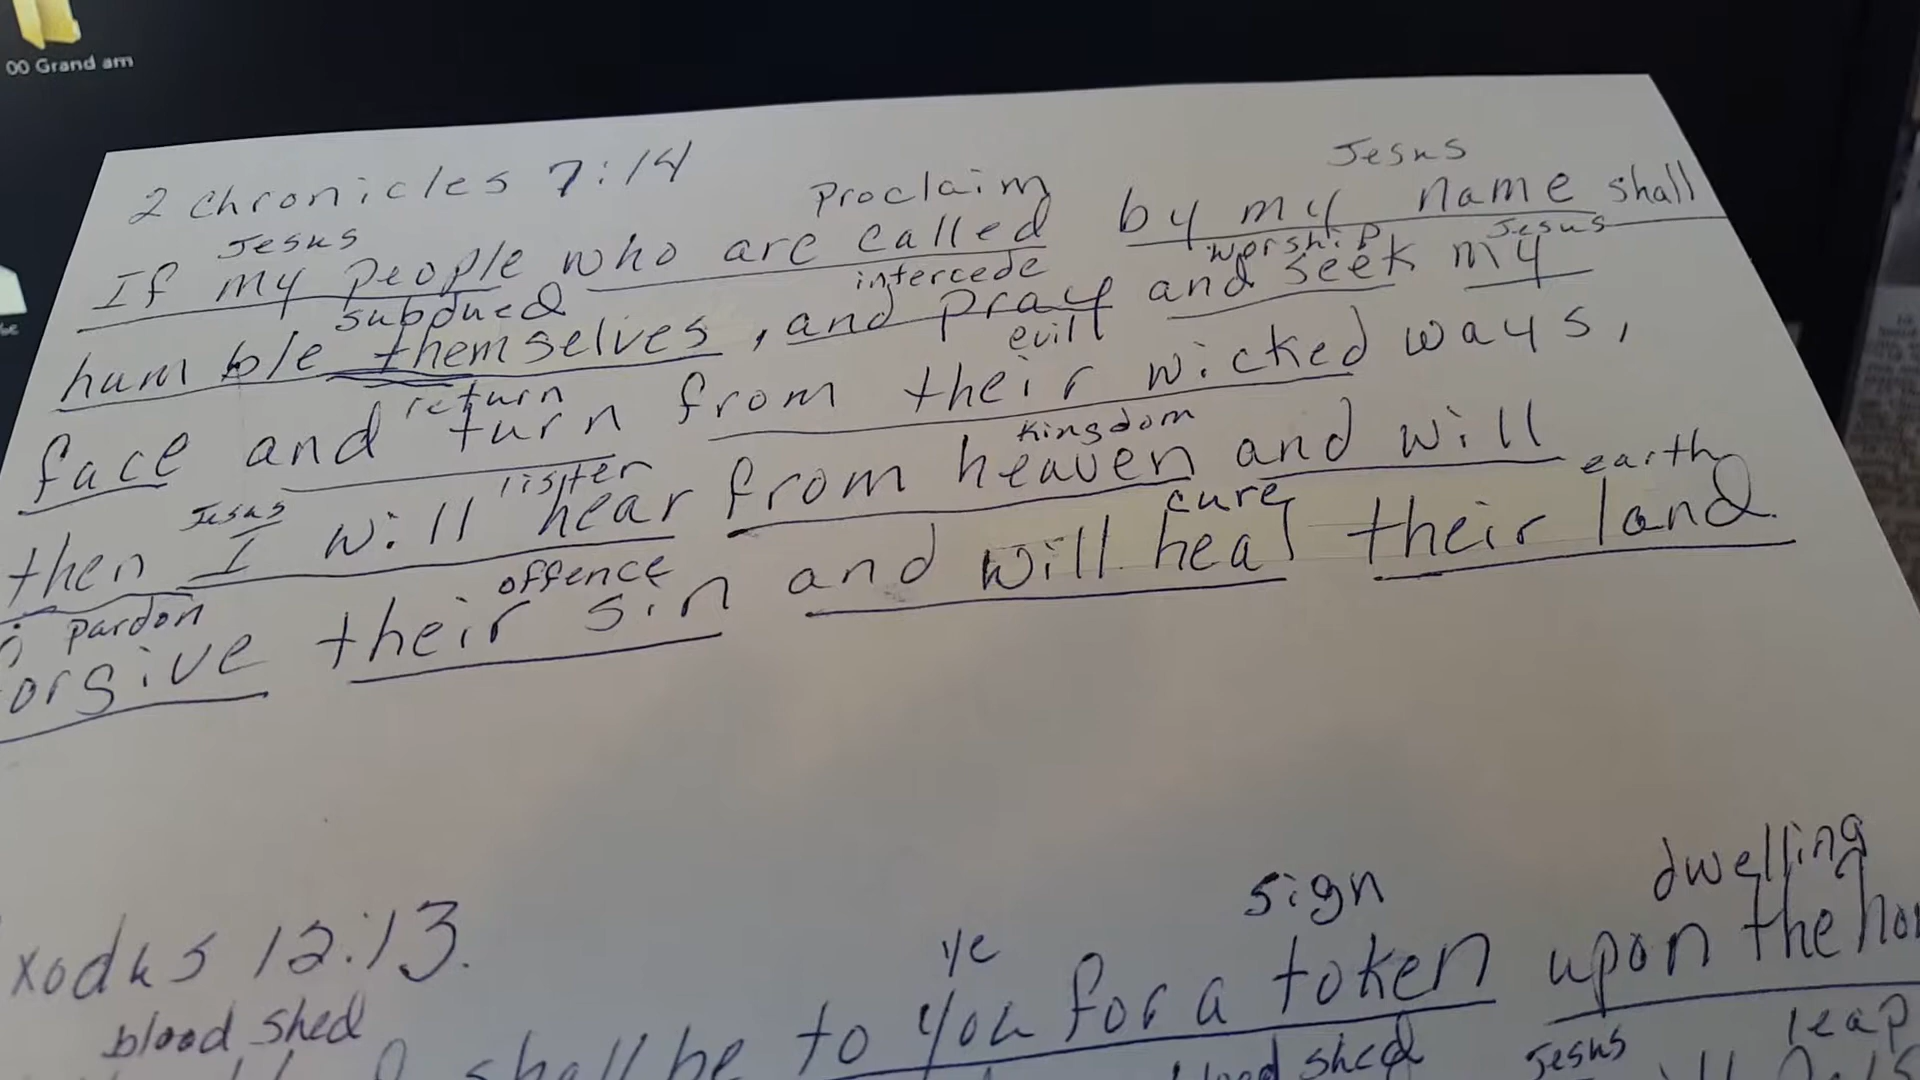 00 Grand am
2 Chronicles 7:14
Jesus
Proclaim
Jesus
If my people who are called by my name shall
subdued intercede worship Jesus
humble themselves, and pray and seek my
return evill
face and turn from their wicked ways,
Jesus listen kingdom
then I will hear from heaven and will
pardon offence cure earth
orgive their sin and will heal their land.
xodus 12:13.
ye sign dwelling
blood shed
shall be to you for a token upon the hou
blood shed Jesus leap